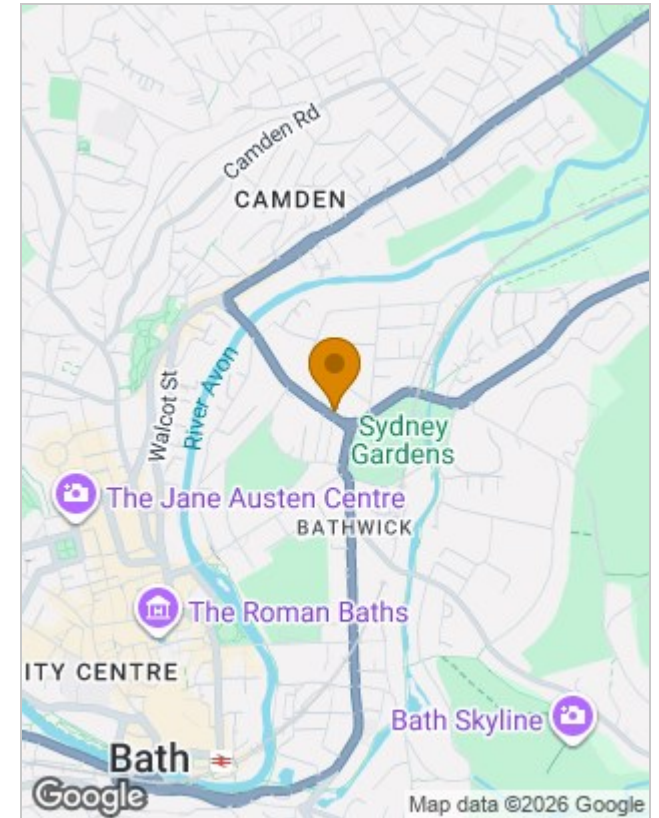 Camden Rd
CAMDEN
River Avon
Walcot St
Sydney
Gardens
The Jane Austen Centre
BATHWICK
The Roman Baths
ITY CENTRE
Bath Skyline
Bath
Google
Map data ©2026 Google